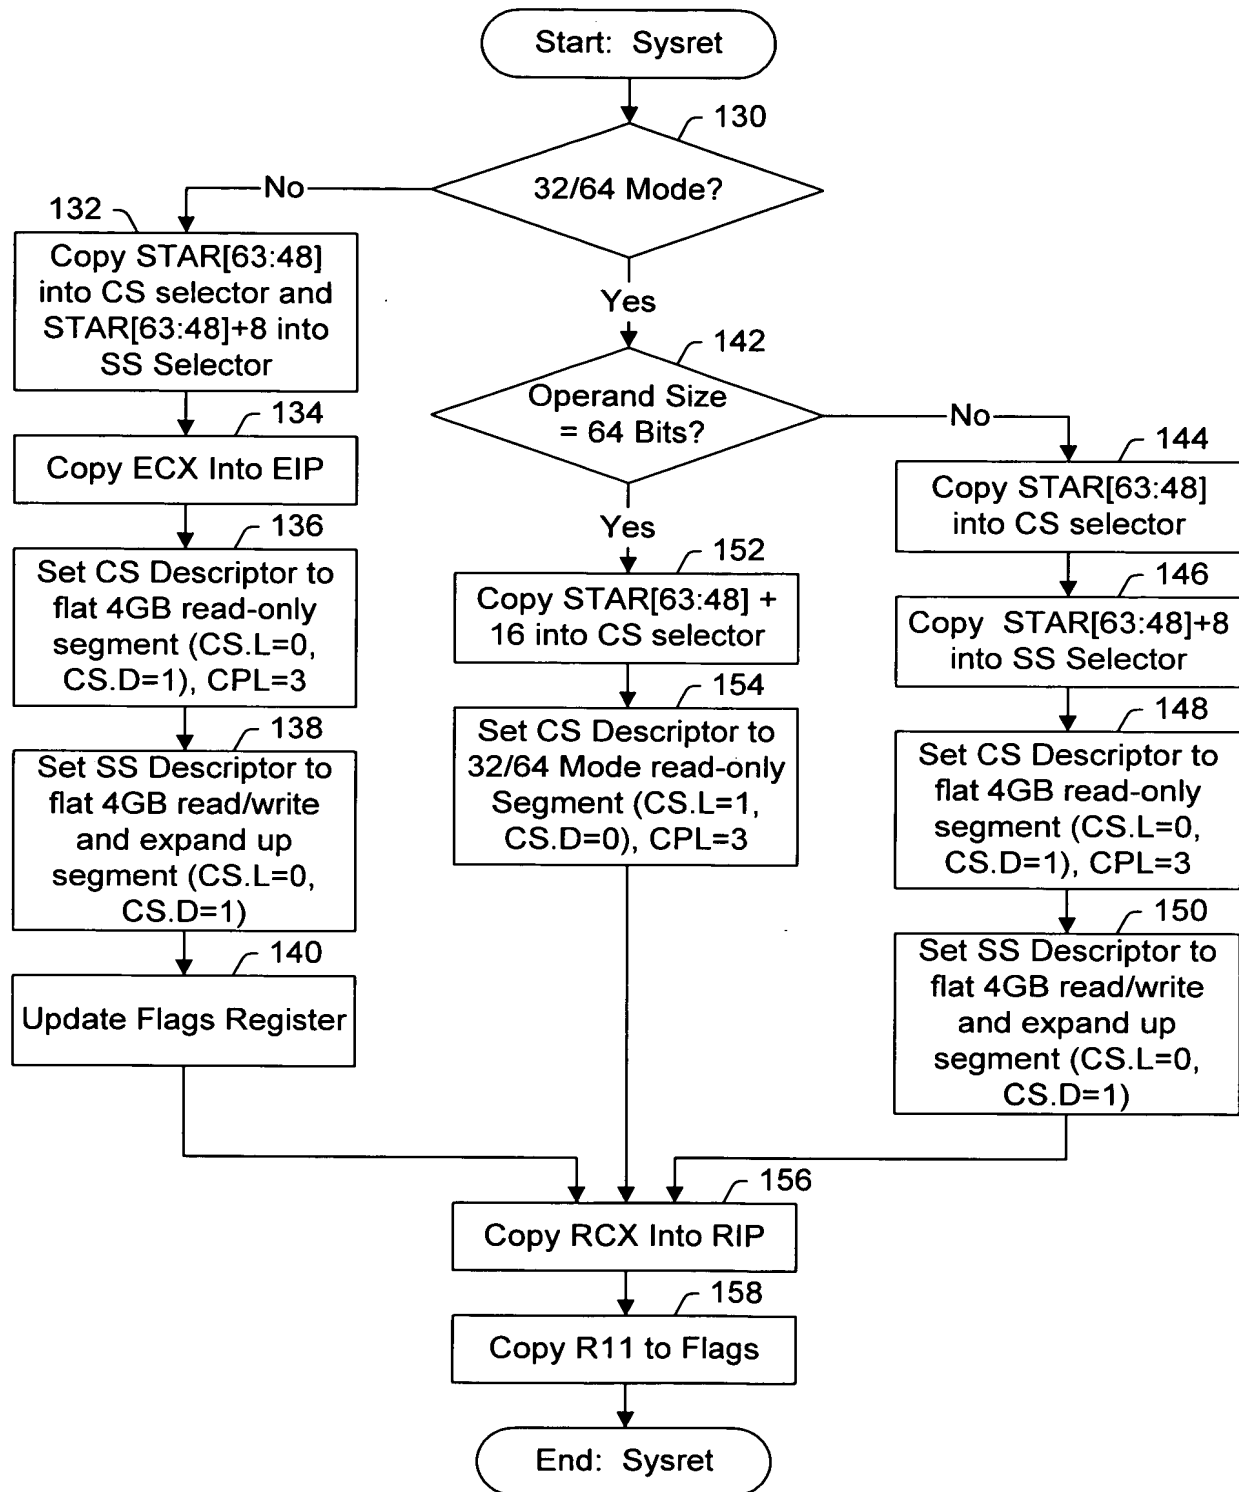 Start: Sysret
130
32/64 Mode?
No
Yes
132
Copy STAR[63:48]
into CS selector and
STAR[63:48]+8 into
SS Selector
134
Copy ECX Into EIP
136
Set CS Descriptor to
flat 4GB read-only
segment (CS.L=0,
CS.D=1), CPL=3
138
Set SS Descriptor to
flat 4GB read/write
and expand up
segment (CS.L=0,
CS.D=1)
140
Update Flags Register
142
Operand Size
= 64 Bits?
Yes
No
152
Copy STAR[63:48] +
16 into CS selector
154
Set CS Descriptor to
32/64 Mode read-only
Segment (CS.L=1,
CS.D=0), CPL=3
144
Copy STAR[63:48]
into CS selector
146
Copy STAR[63:48]+8
into SS Selector
148
Set CS Descriptor to
flat 4GB read-only
segment (CS.L=0,
CS.D=1), CPL=3
150
Set SS Descriptor to
flat 4GB read/write
and expand up
segment (CS.L=0,
CS.D=1)
156
Copy RCX Into RIP
158
Copy R11 to Flags
End: Sysret